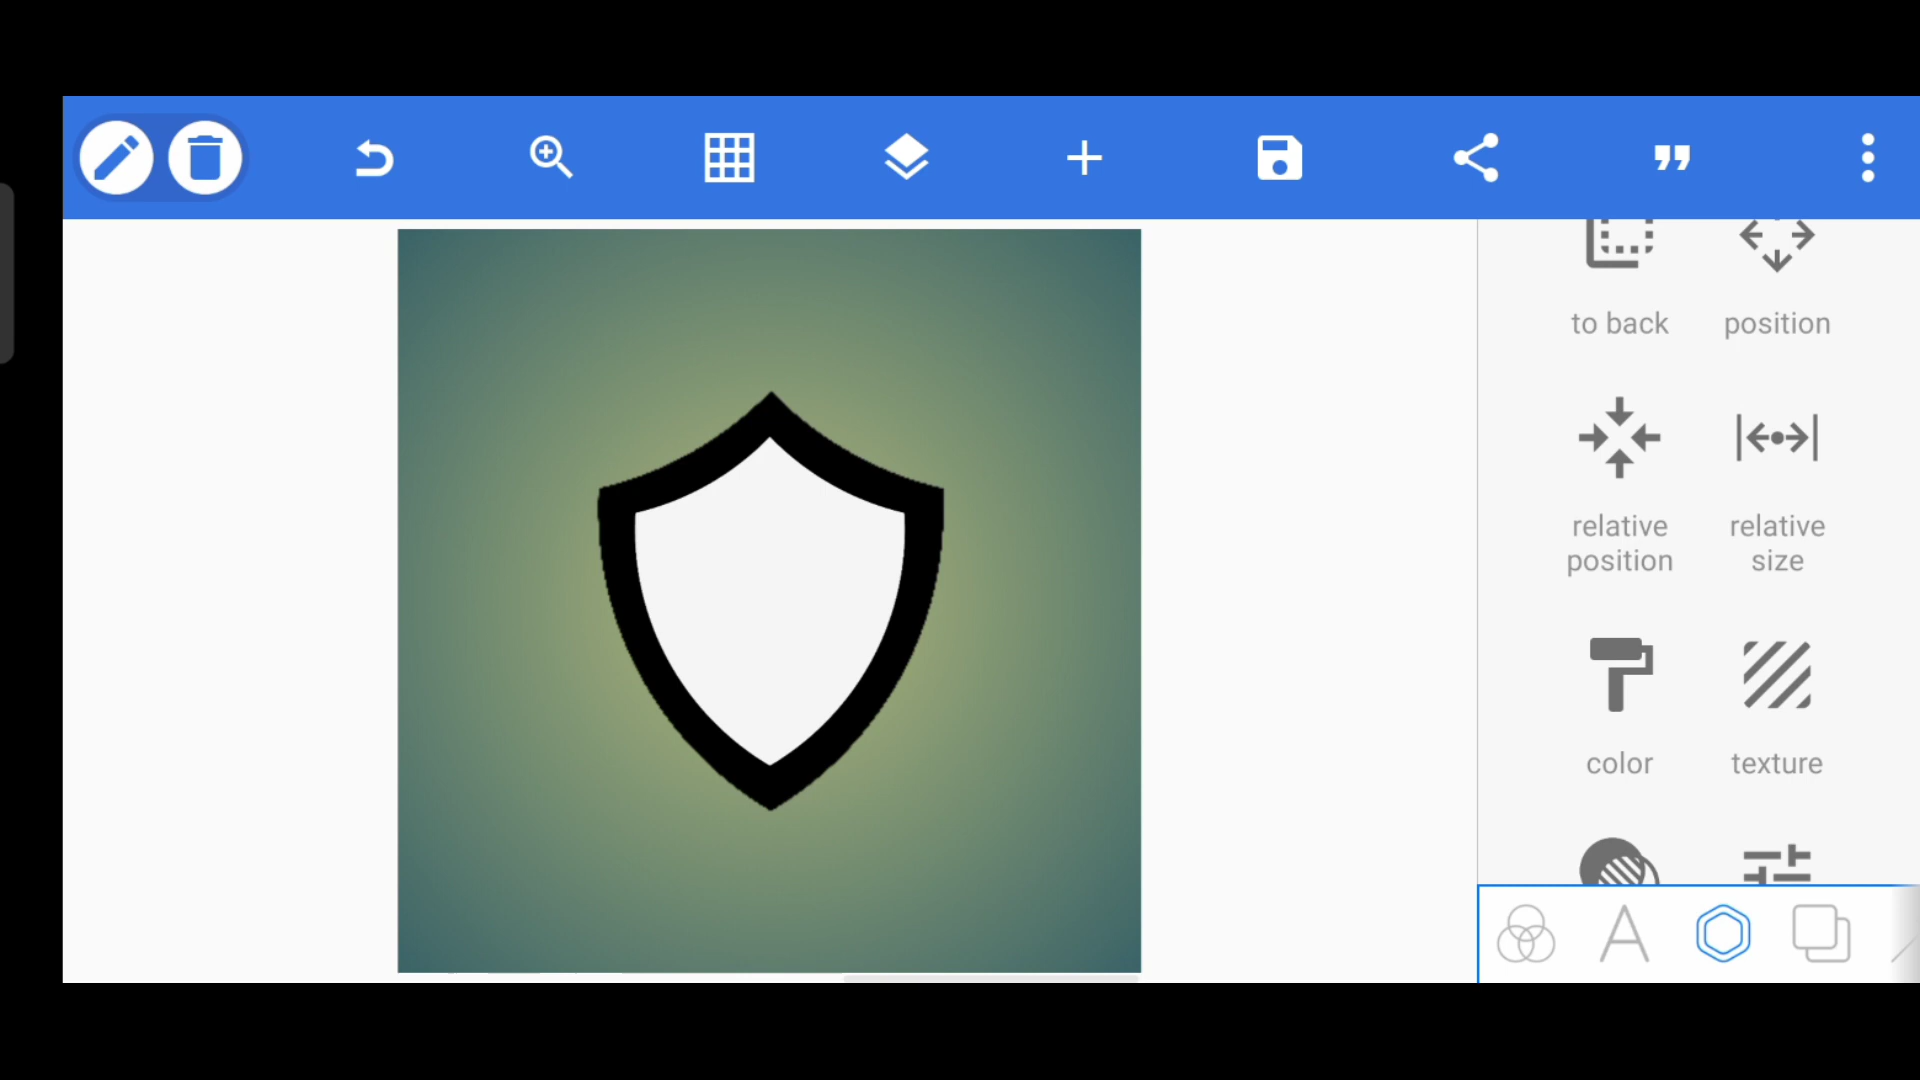 to back
position
relative
position
relative
size
color
texture